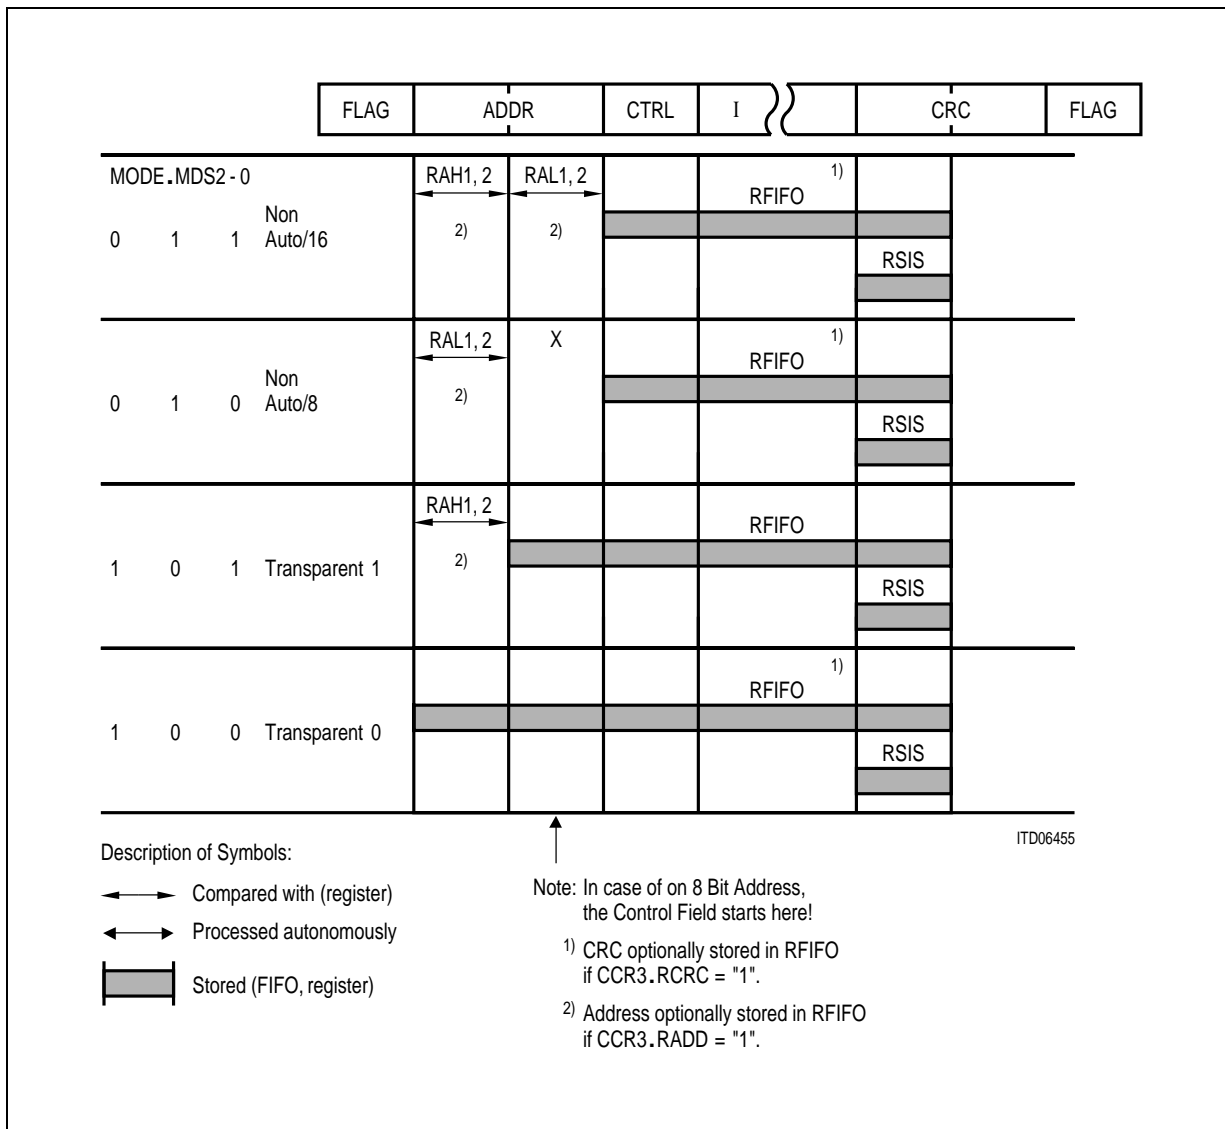 FLAG ADDR CTRL I CRC FLAG
MODE.MDS2-0 RAH1, 2 RAL1, 2 1)
RFIFO
0 1 1 Non
Auto/16 2) 2)
RSIS
RAL1, 2 X 1)
RFIFO
0 1 0 Non
Auto/8 2)
RSIS
RAH1, 2
RFIFO
1 0 1 Transparent 1 2)
RSIS
1)
RFIFO
1 0 0 Transparent 0
RSIS
ITD06455
Description of Symbols:
Compared with (register)
Processed autonomously
Stored (FIFO, register)
Note: In case of on 8 Bit Address,
the Control Field starts here!
1) CRC optionally stored in RFIFO
if CCR3.RCRC = "1".
2) Address optionally stored in RFIFO
if CCR3.RADD = "1".